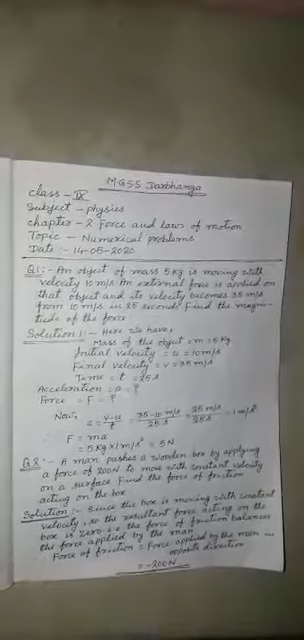 MGSS Darbhanga
Class - IX
Subject - physics
chapter - 2 Force and laws of motion
Topic - Numerical problems
Date :- 14-05-2020
Q1:- An object of mass 5 kg is moving with
velocity 10 m/s. An external force is applied on
that object and its velocity becomes 35 m/s
from 10 m/s in 25 seconds. Find the magni-
tude of the force
Solution 1:- Here we have,
Mass of the object = m = 5 kg
Initial velocity = u = 10 m/s
Final velocity = v = 35 m/s
Time = t = 25 s
Acceleration = a = ?
Force = F = ?
Now, a = v-u/t = 35-10 m/s/25 s = 25 m/s/25 s = 1 m/s²
∴ F = ma
= 5 kg x 1 m/s² = 5N
Q2:- A man pushes a wooden box by applying
a force of 200N to move with constant velocity
on a surface. Find the force of friction
acting on the box
Solution:- Since the box is moving with constant
velocity, so the resultant force acting on the
box is zero i.e the force of friction balances
the force applied by the man
∴ Force of friction = Force applied by the man in
opposite direction
= -200N